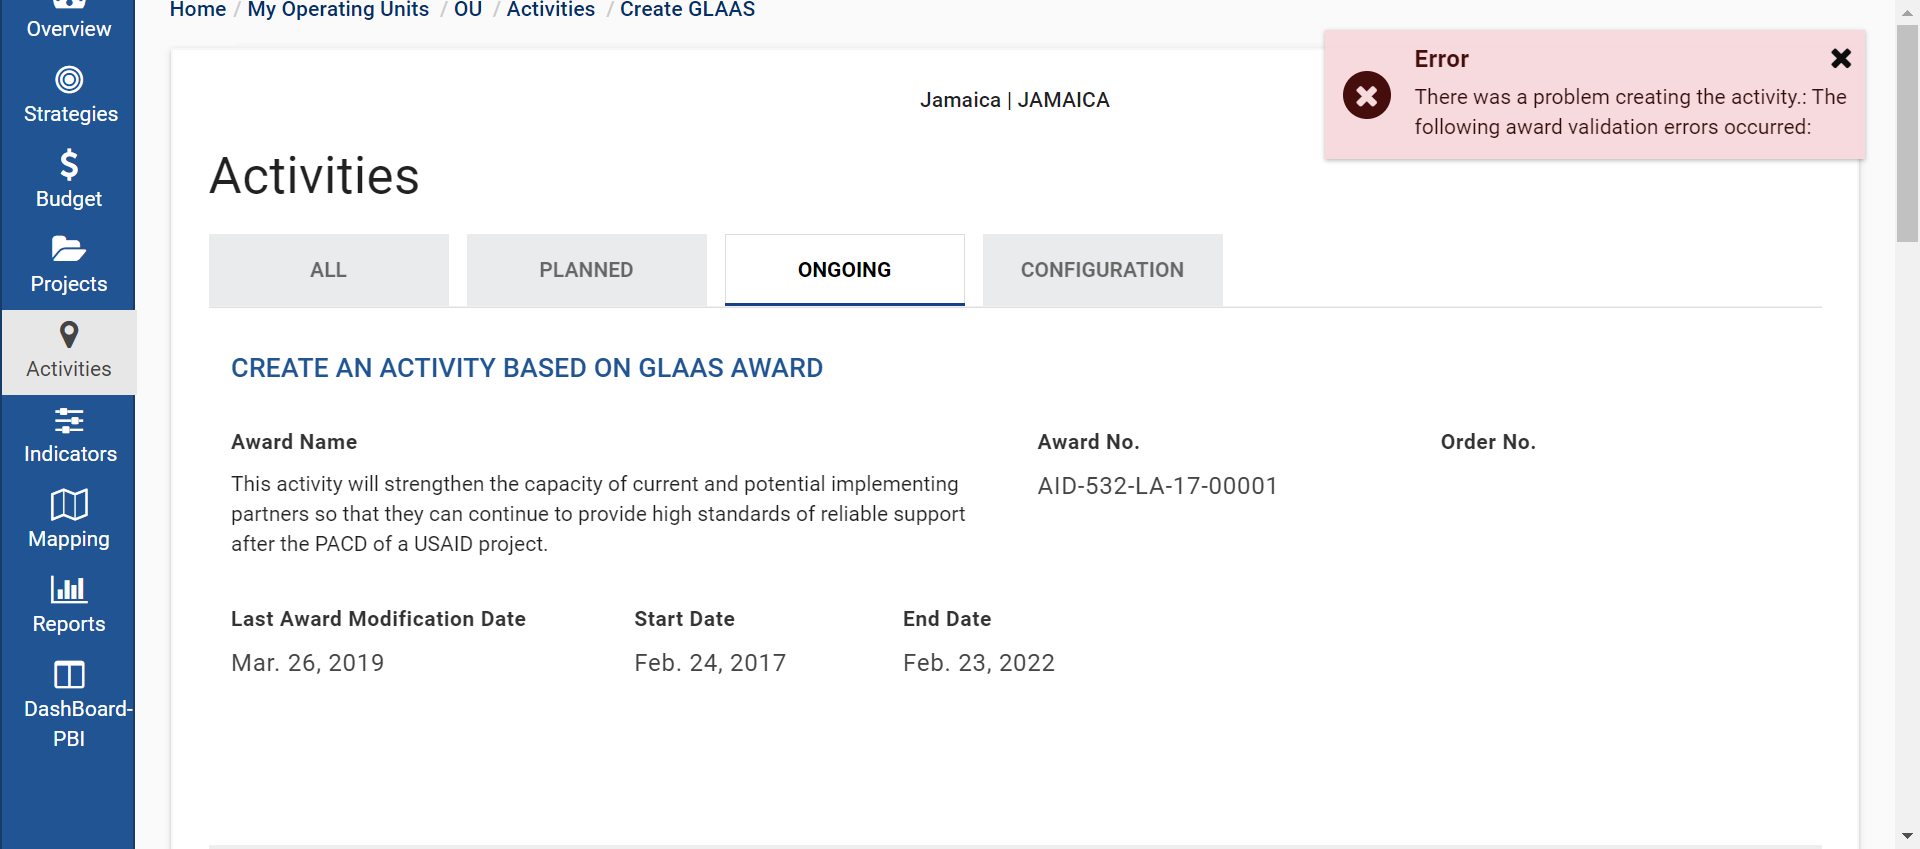 Home / My Operating Units / OU / Activities / Create GLAAS
Overview
Strategies
Budget
Projects
Activities
Indicators
Mapping
Reports
DashBoard-
PBI
Error
There was a problem creating the activity.: The
following award validation errors occurred:
Jamaica | JAMAICA
Activities
ALL
PLANNED
ONGOING
CONFIGURATION
CREATE AN ACTIVITY BASED ON GLAAS AWARD
Award Name
This activity will strengthen the capacity of current and potential implementing
partners so that they can continue to provide high standards of reliable support
after the PACD of a USAID project.
Award No.
AID-532-LA-17-00001
Order No.
Last Award Modification Date
Mar. 26, 2019
Start Date
Feb. 24, 2017
End Date
Feb. 23, 2022